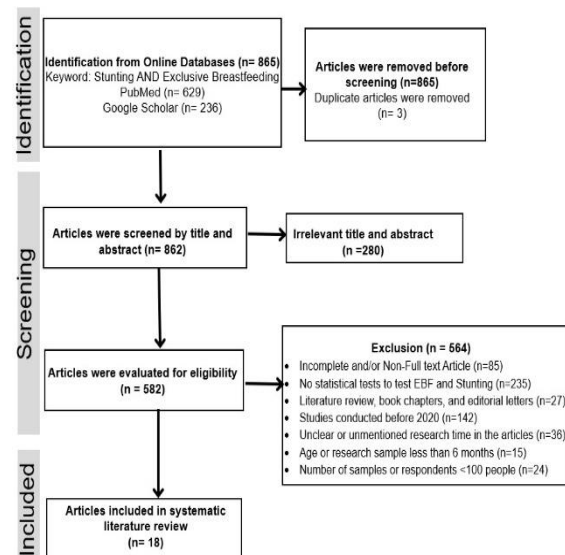 Identification
Identification from Online Databases (n= 865)
Keyword: Stunting AND Exclusive Breastfeeding
PubMed (n= 629)
Google Scholar (n= 236)
Articles were removed before
screening (n=865)
Duplicate articles were removed
(n= 3)
Screening
Articles were screened by title and
abstract (n= 862)
Irrelevant title and abstract
(n =280)
Articles were evaluated for eligibility
(n = 582)
Exclusion (n = 564)
• Incomplete and/or Non-Full text Article (n=85)
• No statistical tests to test EBF and Stunting (n=235)
• Literature review, book chapters, and editorial letters (n=27)
• Studies conducted before 2020 (n=142)
• Unclear or unmentioned research time in the articles (n=36)
• Age or research sample less than 6 months (n=15)
• Number of samples or respondents <100 people (n=24)
Included
Articles included in systematic
literature review
(n= 18)